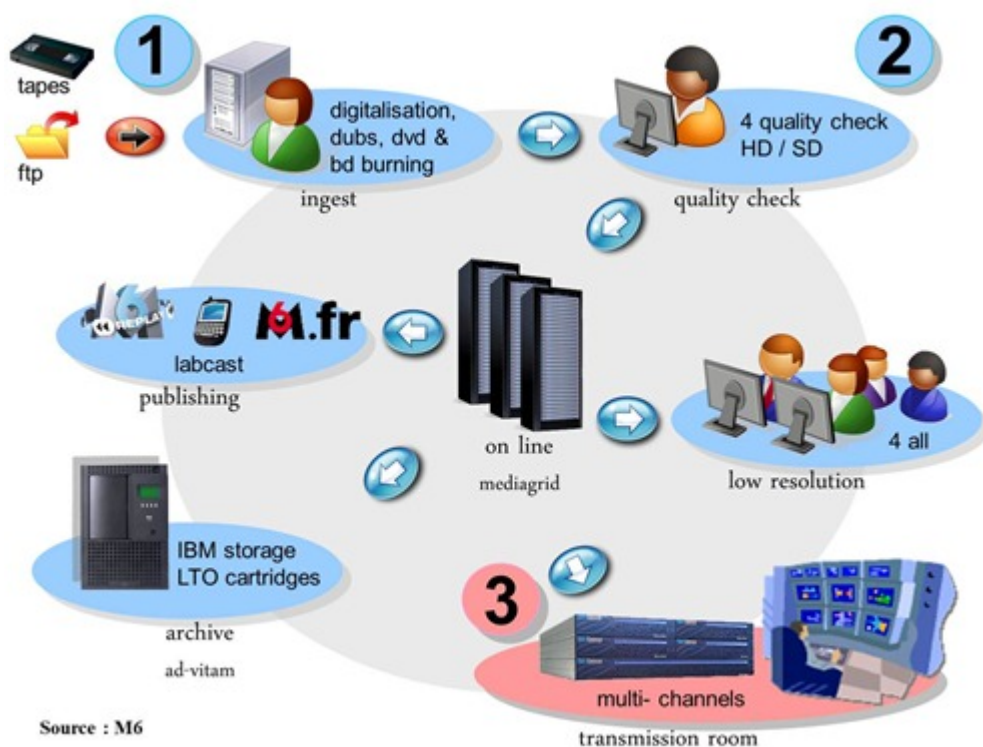 1
tapes
ftp
digitalisation,
dubs, dvd &
bd burning
ingest
2
4 quality check
HD / SD
quality check
M6
REPLAY
M6.fr
labcast
publishing
on line
mediagrid
4 all
low resolution
IBM storage
LTO cartridges
archive
ad-vitam
3
multi- channels
transmission room
Source : M6